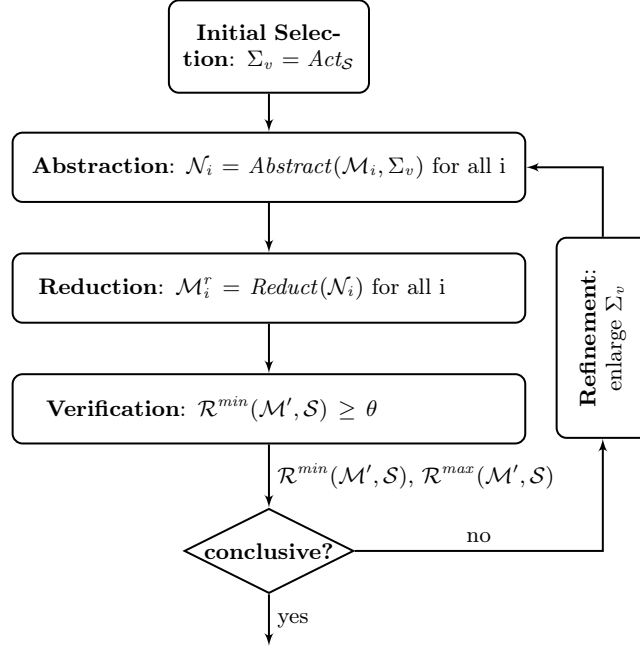 Initial Selec-
tion: Σ_v = Act_𝒮
Abstraction: 𝒩_i = Abstract(ℳ_i, Σ_v) for all i
Reduction: ℳ_i^r = Reduct(𝒩_i) for all i
Refinement:
enlarge Σ_v
Verification: ℛ^min(ℳ′, 𝒮) ≥ θ
ℛ^min(ℳ′, 𝒮), ℛ^max(ℳ′, 𝒮)
conclusive?
no
yes